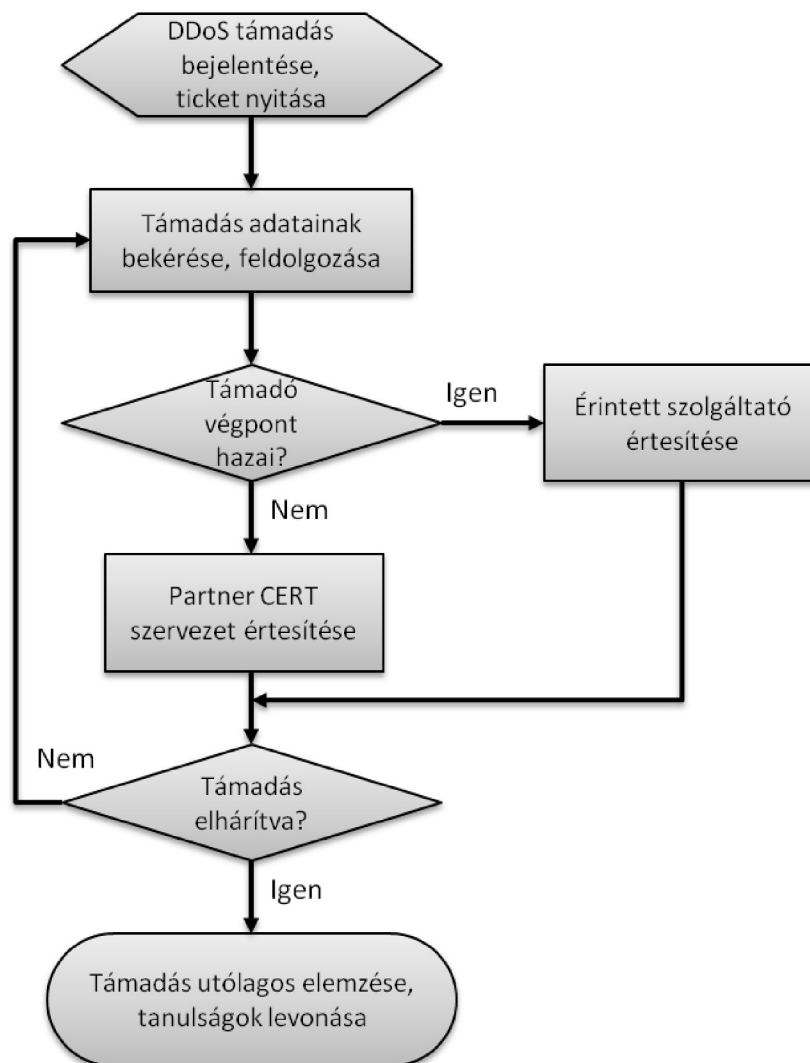 DDoS támadás
bejelentése,
ticket nyitása
Támadás adatainak
bekérése, feldolgozása
Támadó
végpont
hazai?
Igen
Érintett szolgáltató
értesítése
Nem
Partner CERT
szervezet értesítése
Nem
Támadás
elhárítva?
Igen
Támadás utólagos elemzése,
tanulságok levonása